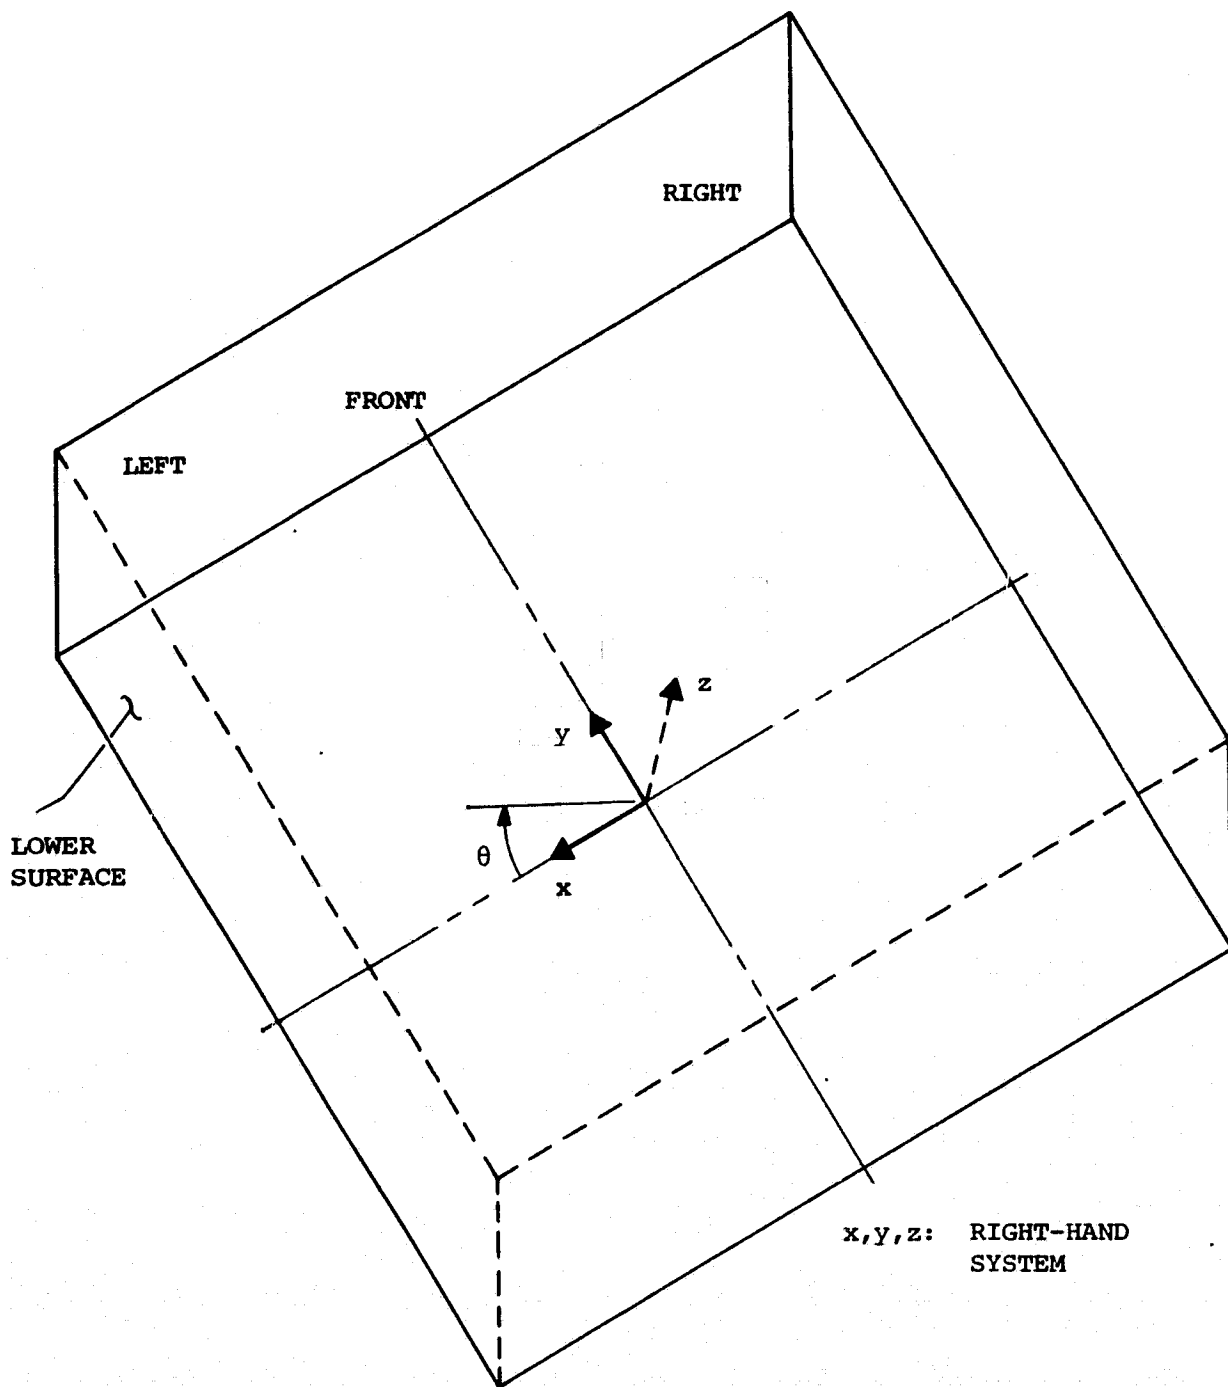 RIGHT
FRONT
LEFT
z
y
θ
x
LOWER
SURFACE
x,y,z: RIGHT-HAND
SYSTEM